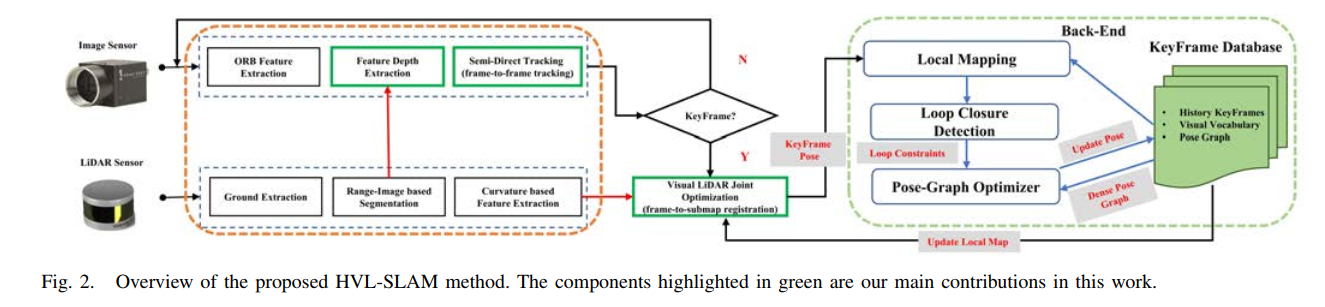 Image Sensor
ORB Feature
Extraction
Feature Depth
Extraction
Semi-Direct Tracking
(frame-to-frame tracking)
N
KeyFrame?
Y
LiDAR Sensor
Ground Extraction
Range-Image based
Segmentation
Curvature based
Feature Extraction
Visual LiDAR Joint
Optimization
(frame-to-submap registration)
KeyFrame
Pose
Back-End
Local Mapping
Loop Closure
Detection
Loop Constraints
Pose-Graph Optimizer
Update Pose
Dense Pose
Graph
KeyFrame Database
• History KeyFrames
• Visual Vocabulary
• Pose Graph
Update Local Map
Fig. 2. Overview of the proposed HVL-SLAM method. The components highlighted in green are our main contributions in this work.